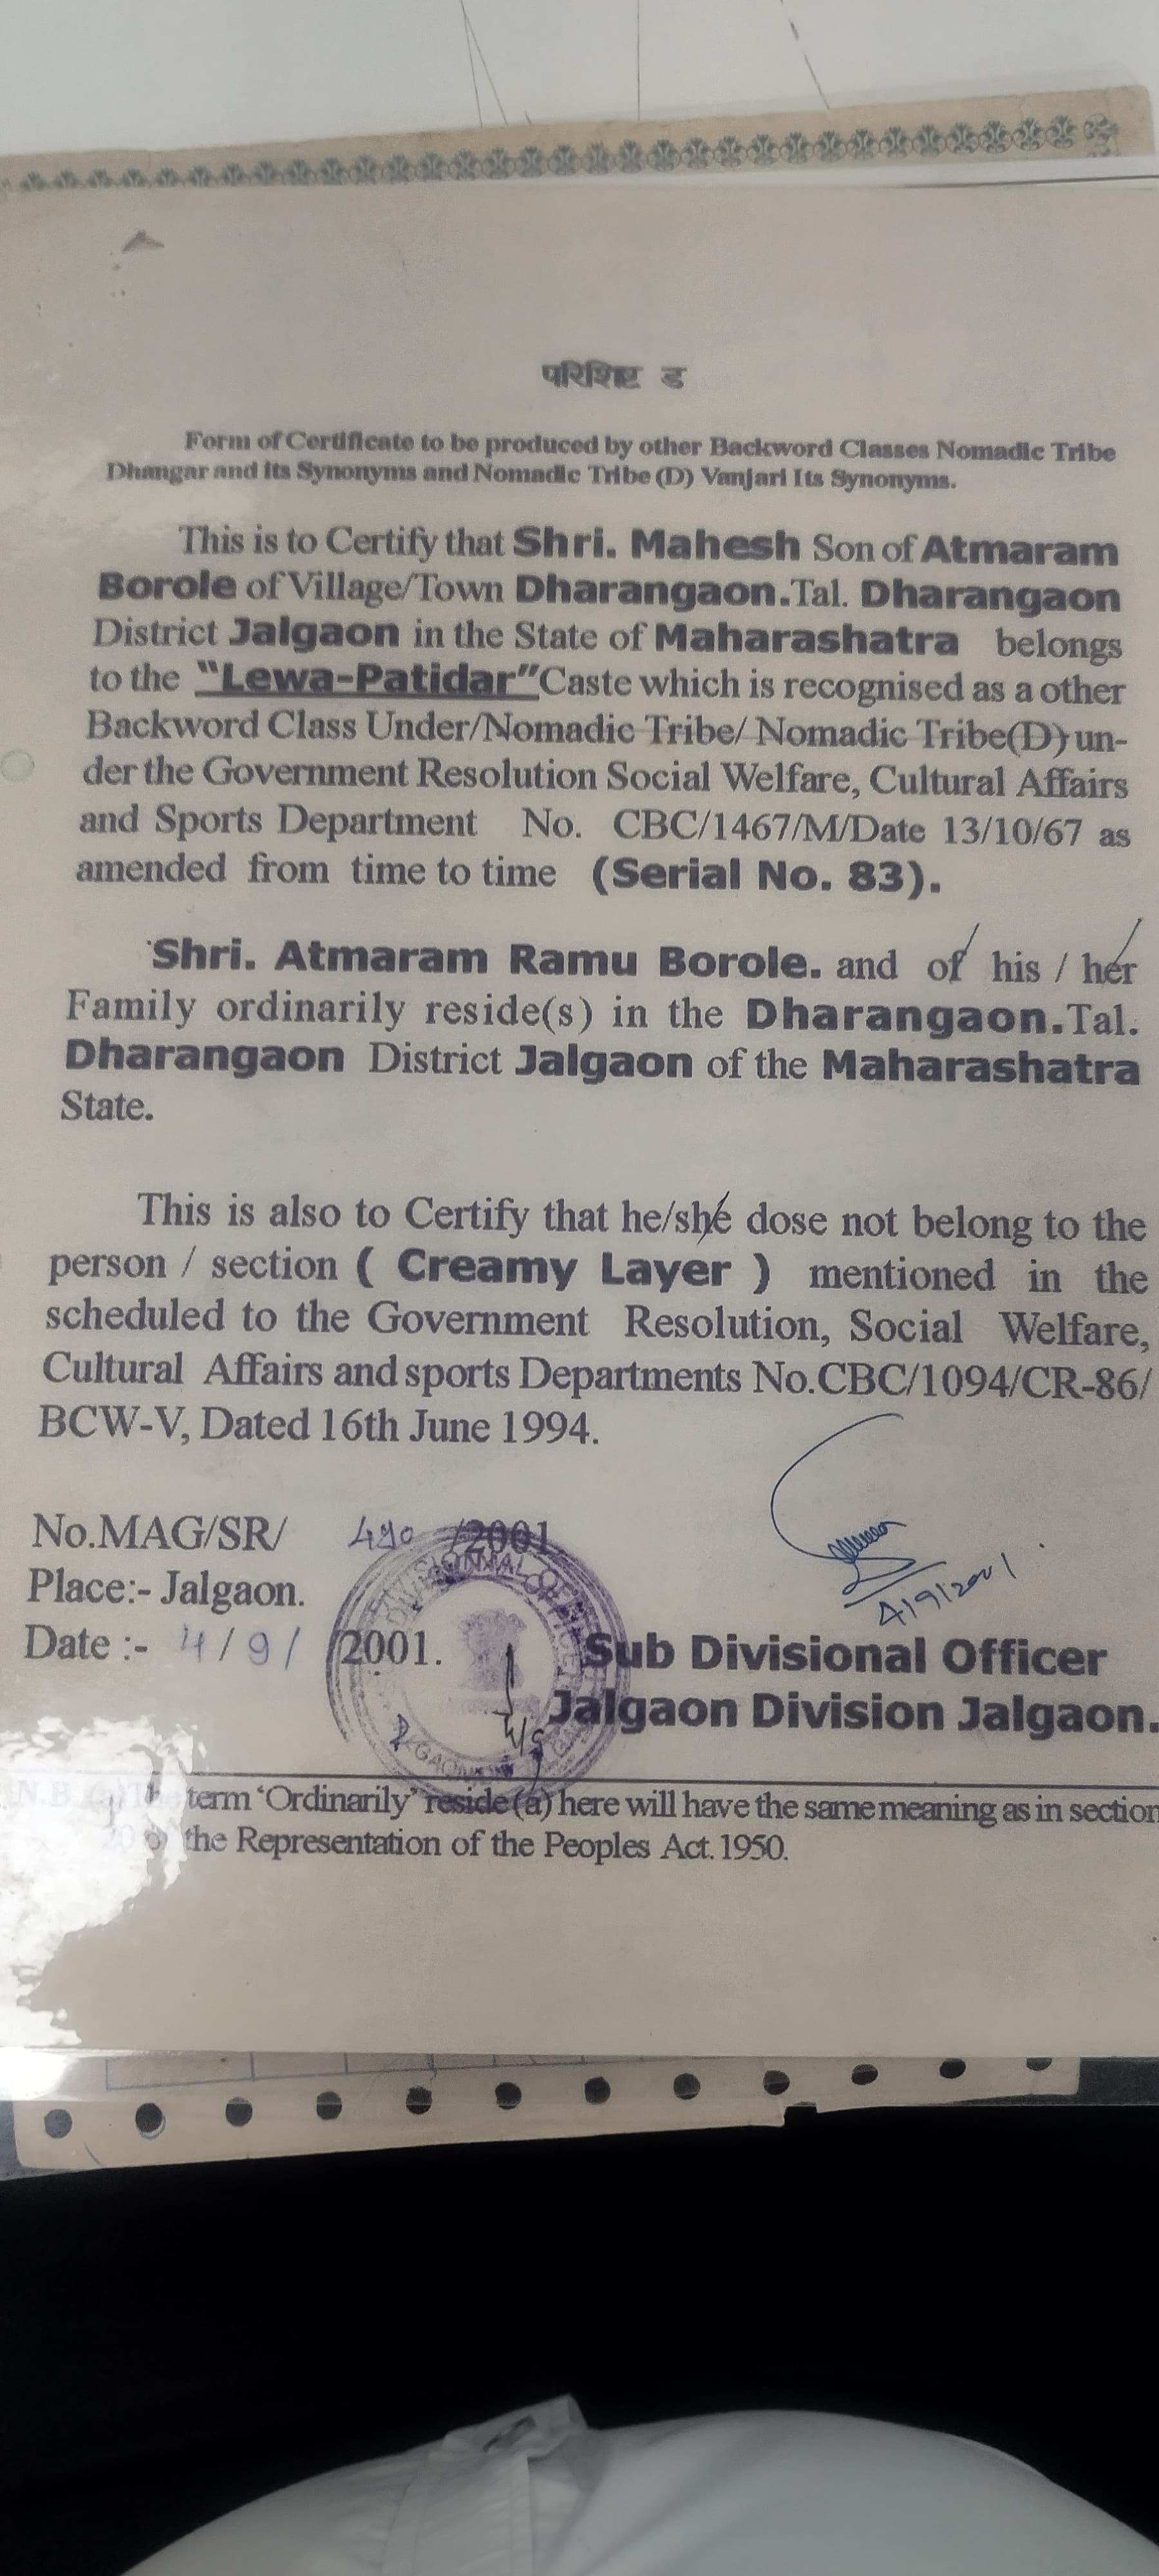 परिशिष्ट ड
Form of Certificate to be produced by other Backword Classes Nomadic Tribe
Dhangar and Its Synonyms and Nomadic Tribe (D) Vanjari Its Synonyms.
This is to Certify that Shri. Mahesh Son of Atmaram
Borole of Village/Town Dharangaon.Tal. Dharangaon
District Jalgaon in the State of Maharashatra belongs
to the "Lewa-Patidar"Caste which is recognised as a other
Backword Class Under/Nomadic Tribe/ Nomadic Tribe(D) un-
der the Government Resolution Social Welfare, Cultural Affairs
and Sports Department No. CBC/1467/M/Date 13/10/67 as
amended from time to time (Serial No. 83).
Shri. Atmaram Ramu Borole. and of his / her
Family ordinarily reside(s) in the Dharangaon.Tal.
Dharangaon District Jalgaon of the Maharashatra
State.
This is also to Certify that he/she dose not belong to the
person / section ( Creamy Layer ) mentioned in the
scheduled to the Government Resolution, Social Welfare,
Cultural Affairs and sports Departments No.CBC/1094/CR-86/
BCW-V, Dated 16th June 1994.
No.MAG/SR/ /2001
Place:- Jalgaon.
4/9/2001
Date :- 4/9/ /2001.
Sub Divisional Officer
Jalgaon Division Jalgaon.
N.B. The term 'Ordinarily' reside(a) here will have the same meaning as in section
the Representation of the Peoples Act.1950.